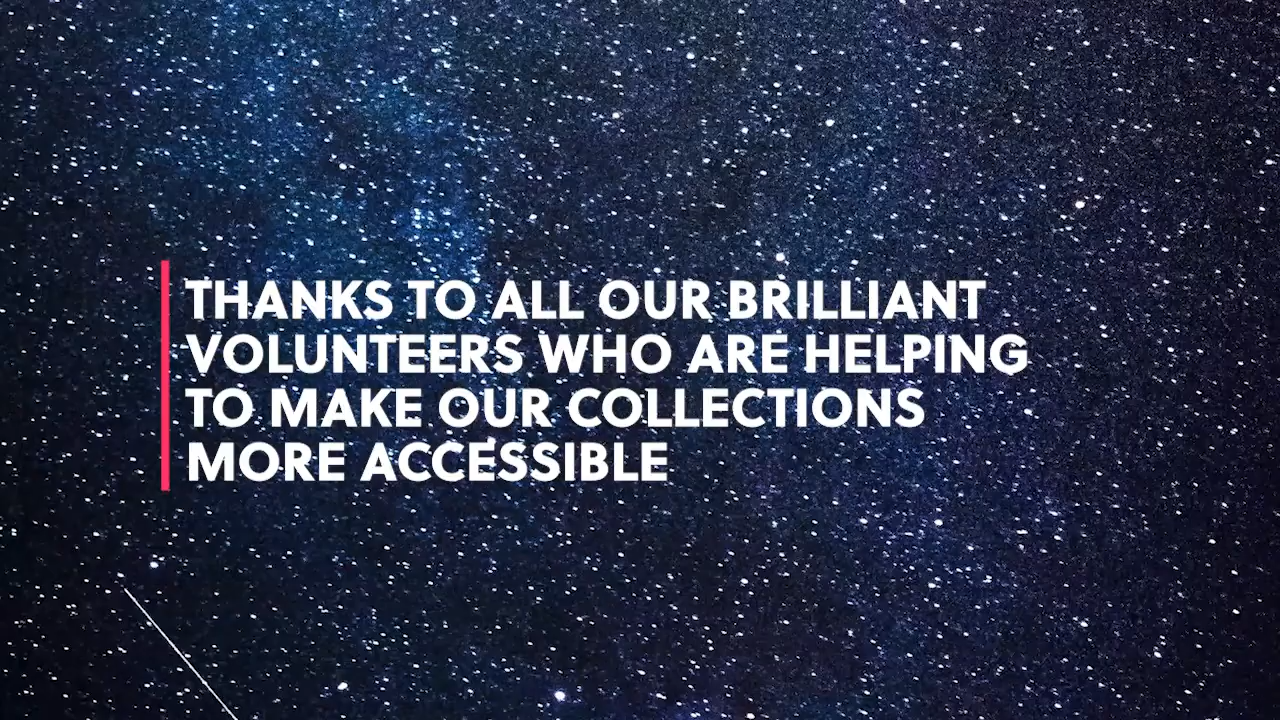 THANKS TO ALL OUR BRILLIANT
VOLUNTEERS WHO ARE HELPING
TO MAKE OUR COLLECTIONS
MORE ACCESSIBLE